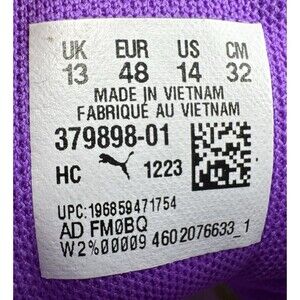 UK EUR US CM
13 48 14 32
MADE IN VIETNAM
FABRIQUÉ AU VIETNAM
379898-01
HC 1223
UPC:196859471754
AD FM0BQ
W2%00009 4602076633_1